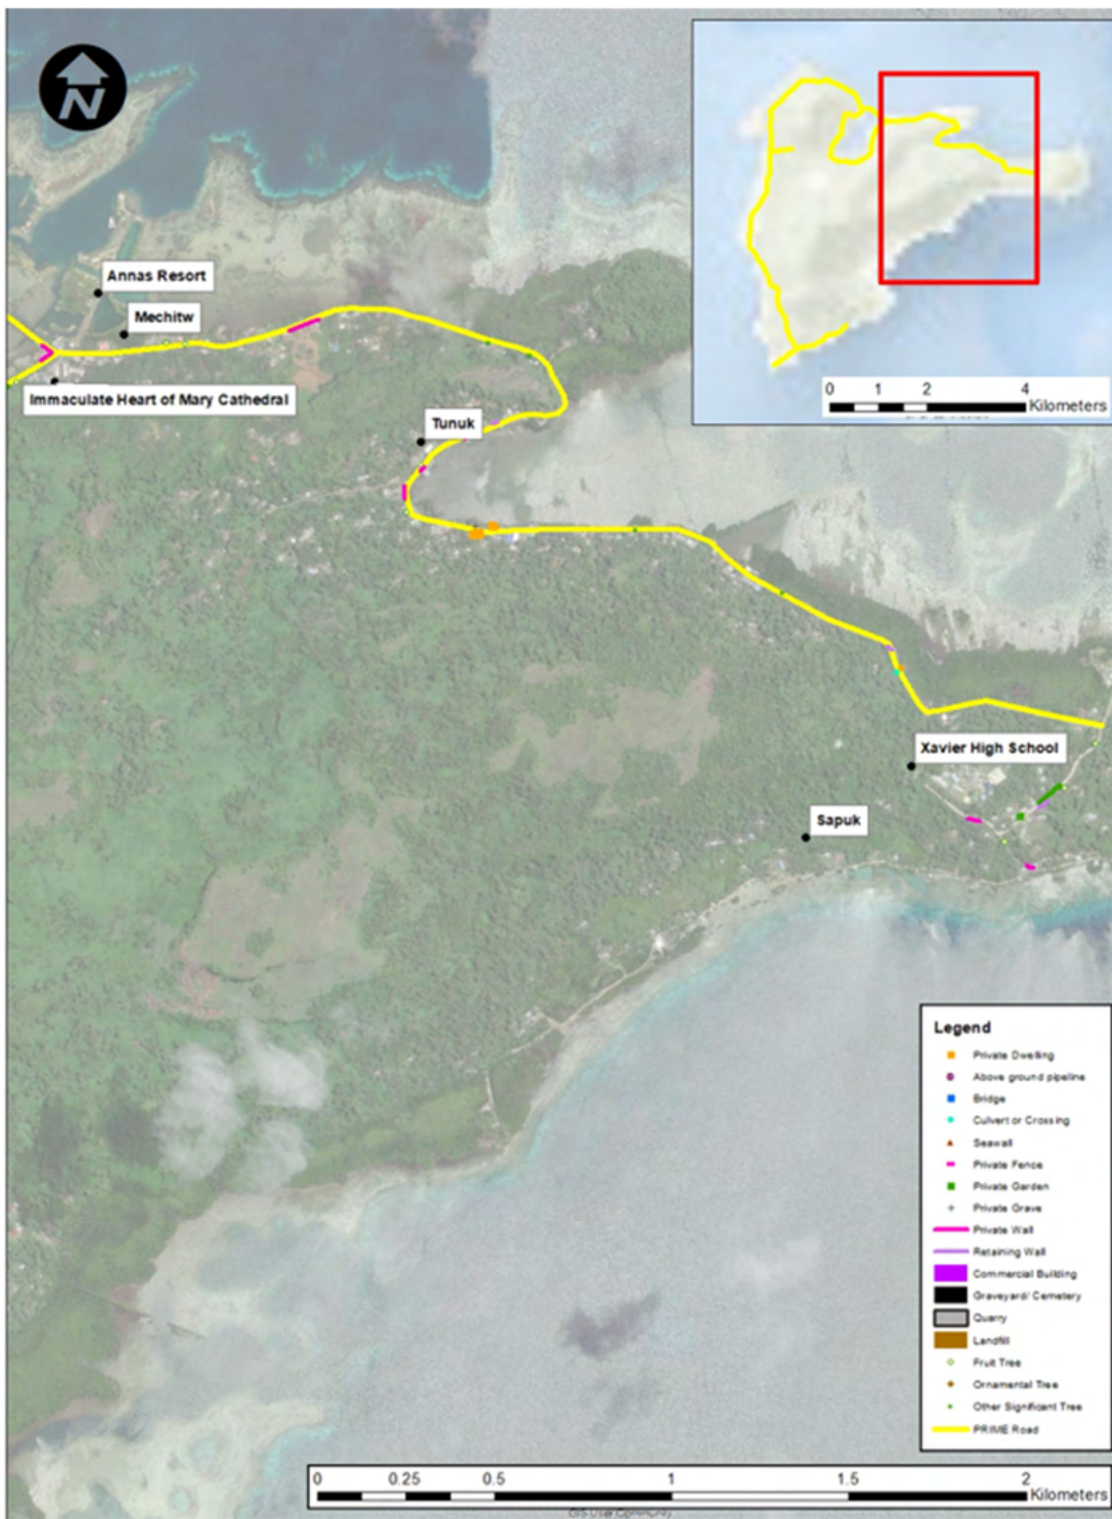 N
0 1 2 4
Kilometers
Annas Resort
Mechitw
Immaculate Heart of Mary Cathedral
Tunuk
Xavier High School
Sapuk
Legend
Private Dwelling
Above ground pipeline
Bridge
Culvert or Crossing
Seawall
Private Fence
Private Garden
Private Grave
Private Wall
Retaining Wall
Commercial Building
Graveyard/ Cemetery
Quarry
Landfill
Fruit Tree
Ornamental Tree
Other Significant Tree
PRIME Road
0 0.25 0.5 1 1.5 2
Kilometers
GIS User Community